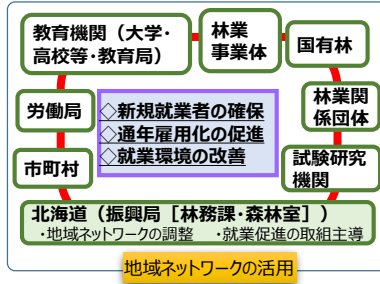 教育機関（大学・
高校等・教育局）
林業
事業体
国有林
労働局
◇新規就業者の確保
◇通年雇用化の促進
◇就業環境の改善
林業関
係団体
市町村
試験研究
機関
北海道（振興局［林務課・森林室］）
・地域ネットワークの調整　・就業促進の取組主導
地域ネットワークの活用